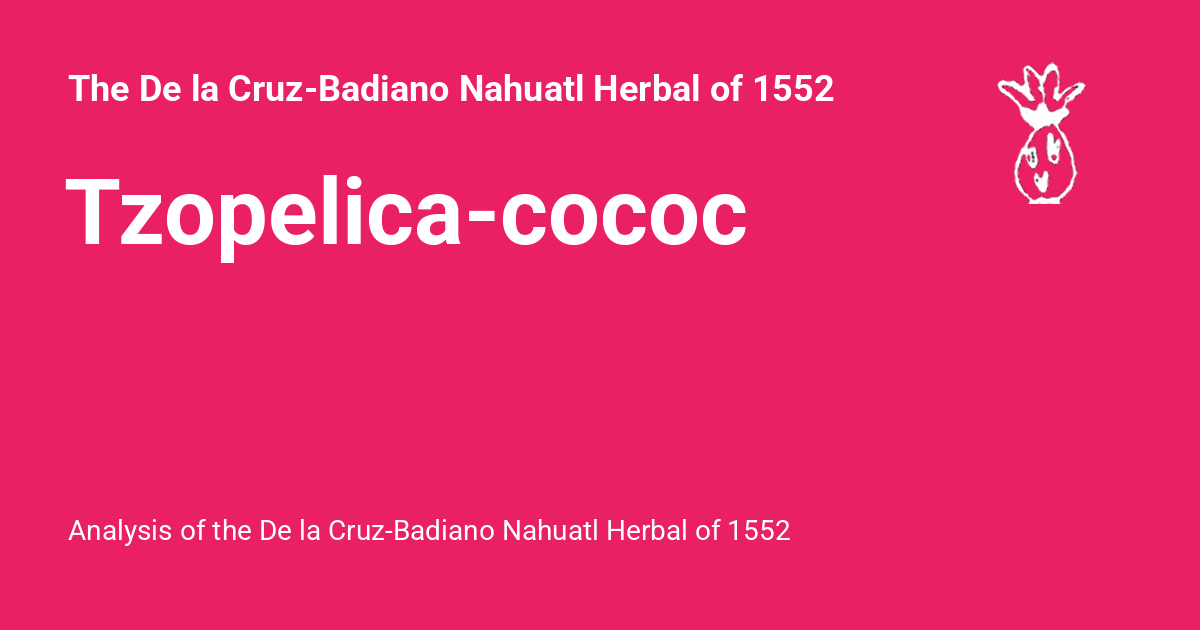 The De la Cruz-Badiano Nahuatl Herbal of 1552
Tzopelica-cococ
Analysis of the De la Cruz-Badiano Nahuatl Herbal of 1552